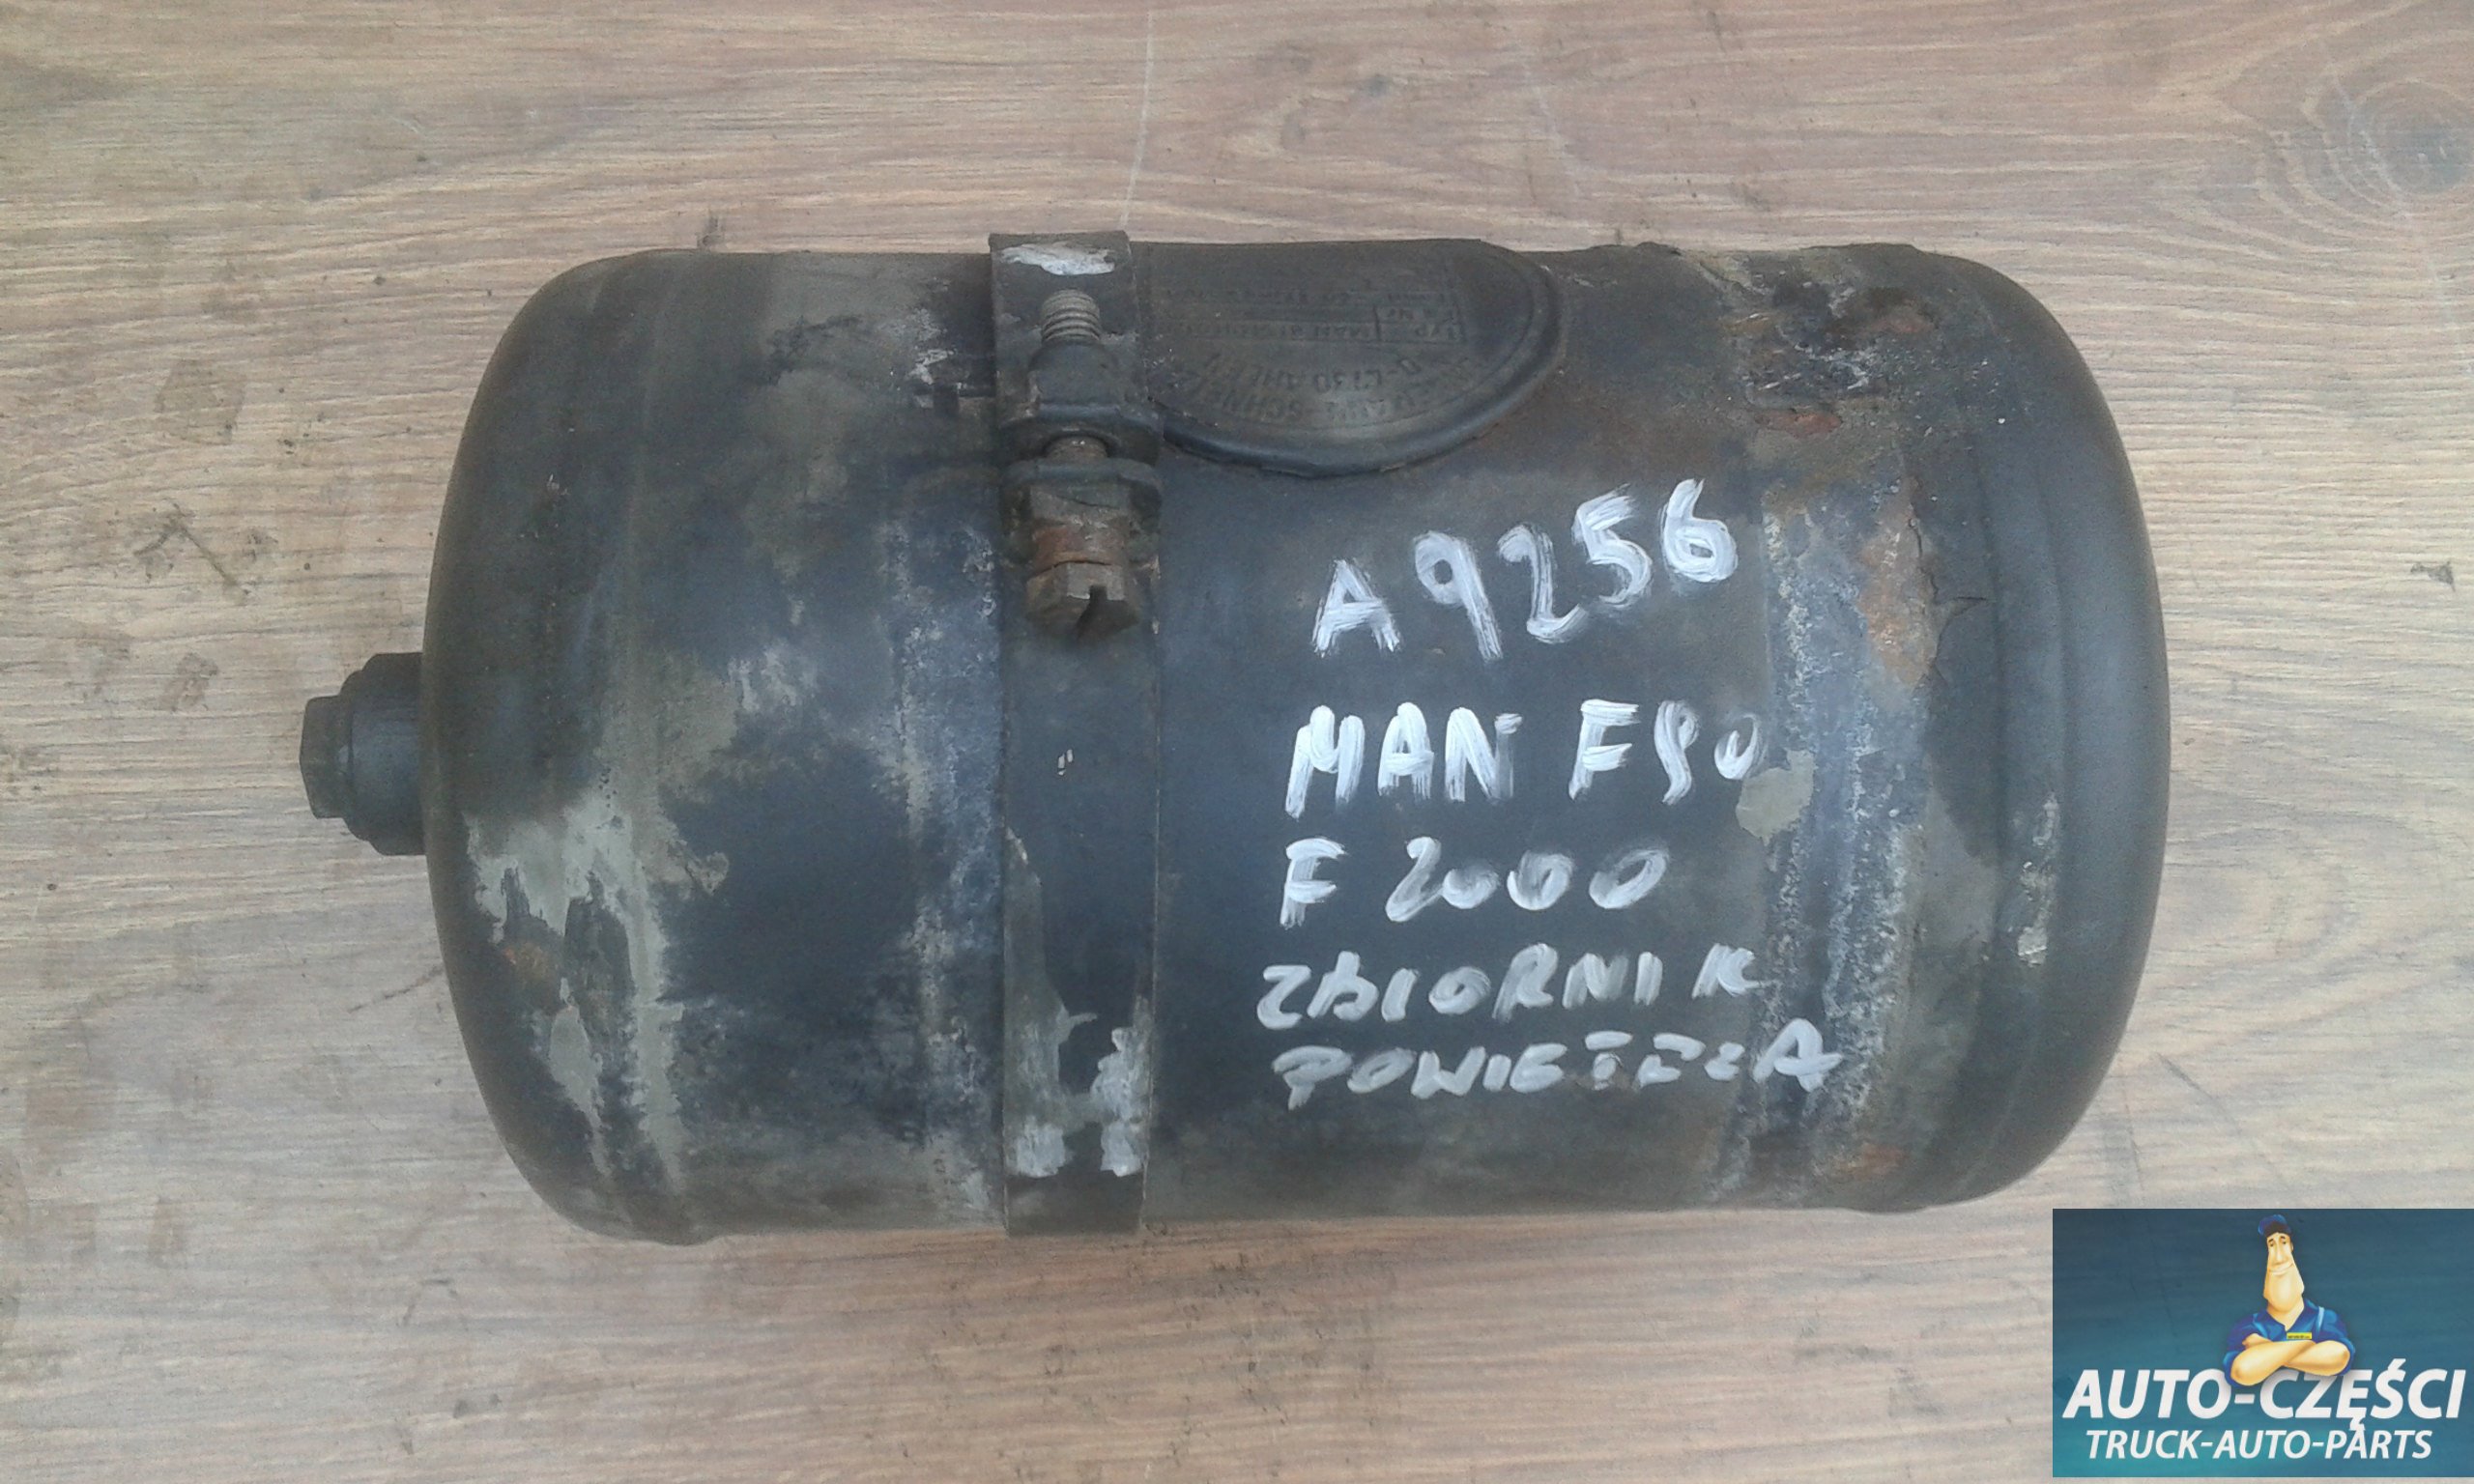 A9256
MAN F90
F2000
ZBIORNIK
POWIETRZA
AUTO-CZĘŚCI
TRUCK-AUTO-PARTS